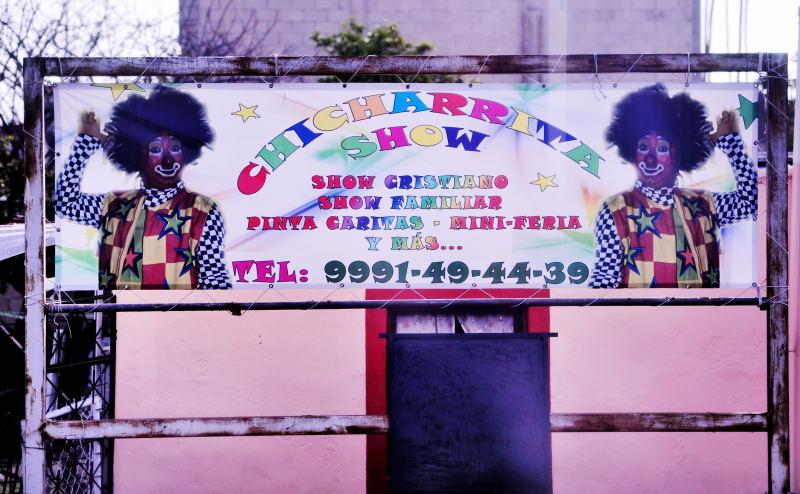 CHICHARRITA
SHOW
SHOW CRISTIANO
SHOW FAMILIAR
PINTA CARITAS - MINI-FERIA
Y MÁS...
TEL: 9991-49-44-39